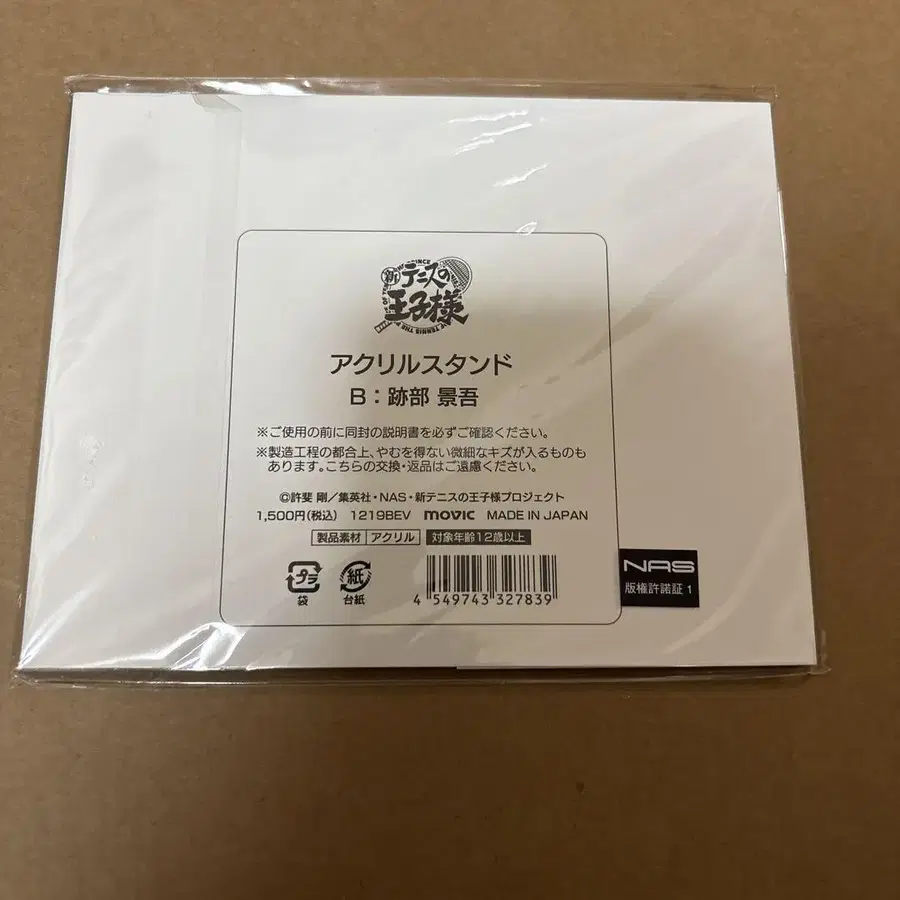 新テニスの
王子様
アクリルスタンド
B：跡部 景吾
※ご使用の前に同封の説明書を必ずご確認ください。
※製造工程の都合上、やむを得ない微細なキズが入るものも
あります。こちらの交換・返品はご遠慮ください。
©許斐 剛／集英社・NAS・新テニスの王子様プロジェクト
1,500円(税込) 1219BEV movic MADE IN JAPAN
製品素材 アクリル 対象年齢12歳以上
プラ 紙
袋 台紙
4 549743 327839
NAS
版権許諾証 1